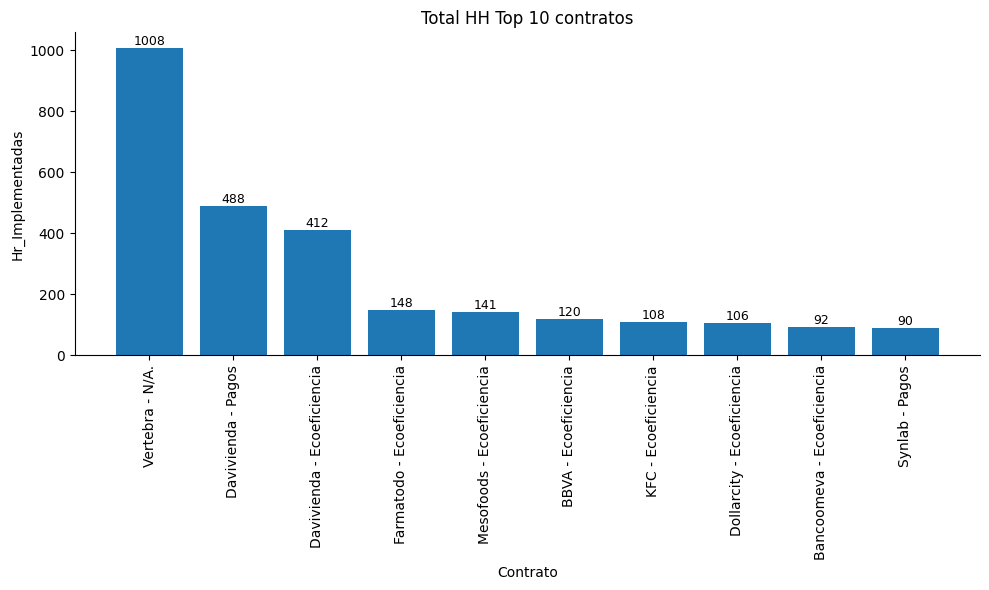 Total HH Top 10 contratos
Hr_Implementadas
1000
800
600
400
200
0
1008
488
412
148
141
120
108
106
92
90
Vertebra - N/A.
Davivienda - Pagos
Davivienda - Ecoeficiencia
Farmatodo - Ecoeficiencia
Mesofoods - Ecoeficiencia
BBVA - Ecoeficiencia
KFC - Ecoeficiencia
Dollarcity - Ecoeficiencia
Bancoomeva - Ecoeficiencia
Synlab - Pagos
Contrato